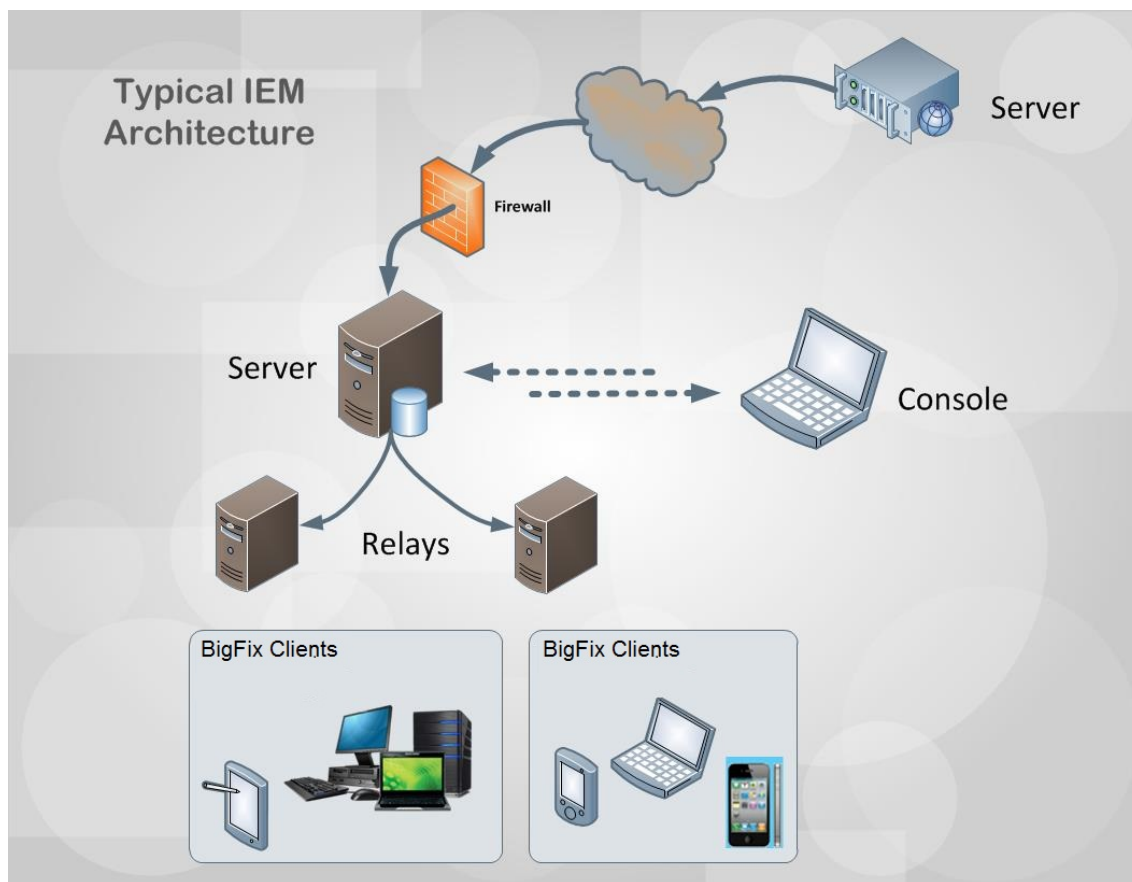 Typical IEM
Architecture
Server
Firewall
Server
Console
Relays
BigFix Clients
BigFix Clients